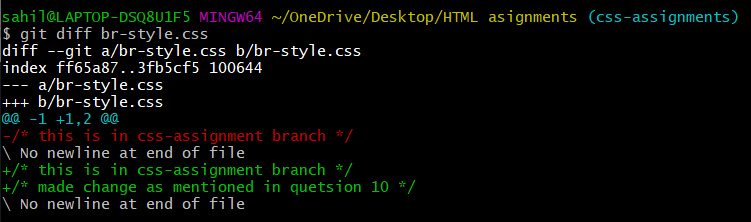 sahil@LAPTOP-DSQ8U1F5 MINGW64 ~/OneDrive/Desktop/HTML asignments (css-assignments)
$ git diff br-style.css
diff --git a/br-style.css b/br-style.css
index ff65a87..3fb5cf5 100644
--- a/br-style.css
+++ b/br-style.css
@@ -1 +1,2 @@
-/* this is in css-assignment branch */
\ No newline at end of file
+/* this is in css-assignment branch */
+/* made change as mentioned in quetsion 10 */
\ No newline at end of file